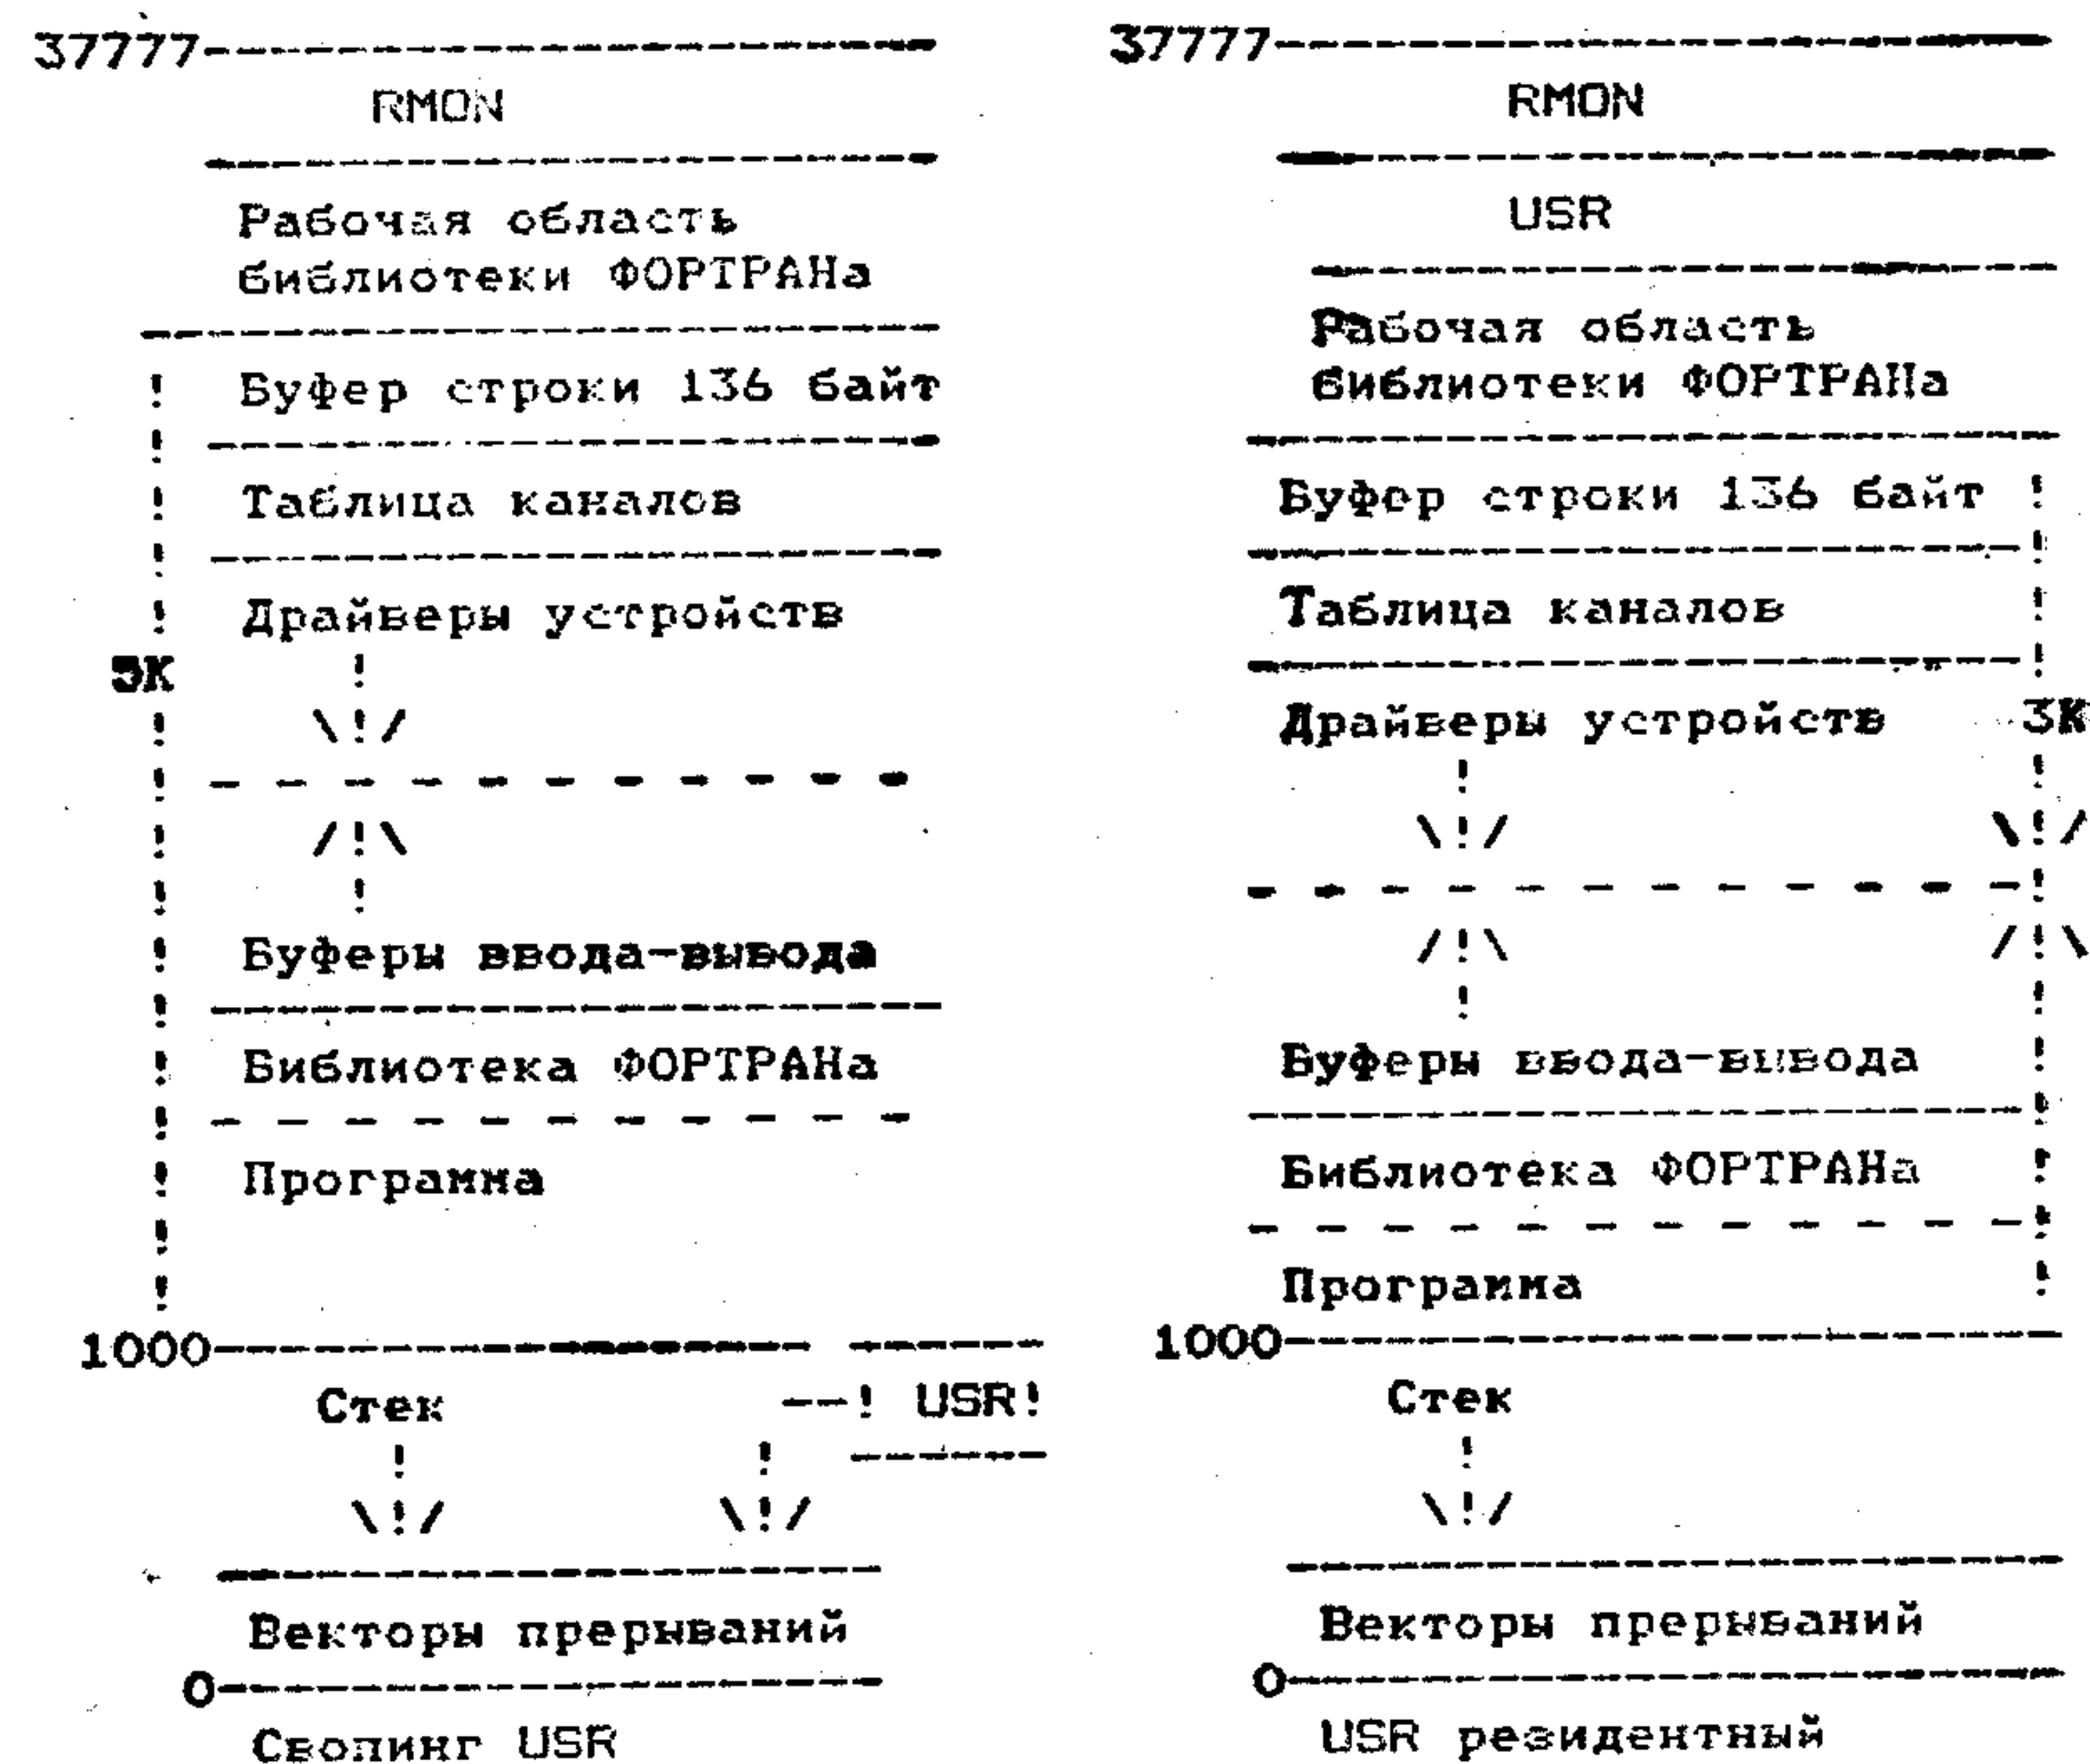 37777
RMON
Рабочая область
библиотеки ФОРТРАНа
Буфер строки 136 байт
Таблица каналов
Драйверы устройств
5К
Буферы ввода-вывода
Библиотека ФОРТРАНа
Программа
1000
Стек
USR
Векторы прерываний
0
Свопинг USR
37777
RMON
USR
Рабочая область
библиотеки ФОРТРАНа
Буфер строки 136 байт
Таблица каналов
Драйверы устройств 3К
Буферы ввода-вывода
Библиотека ФОРТРАНа
Программа
1000
Стек
Векторы прерываний
0
USR резидентный